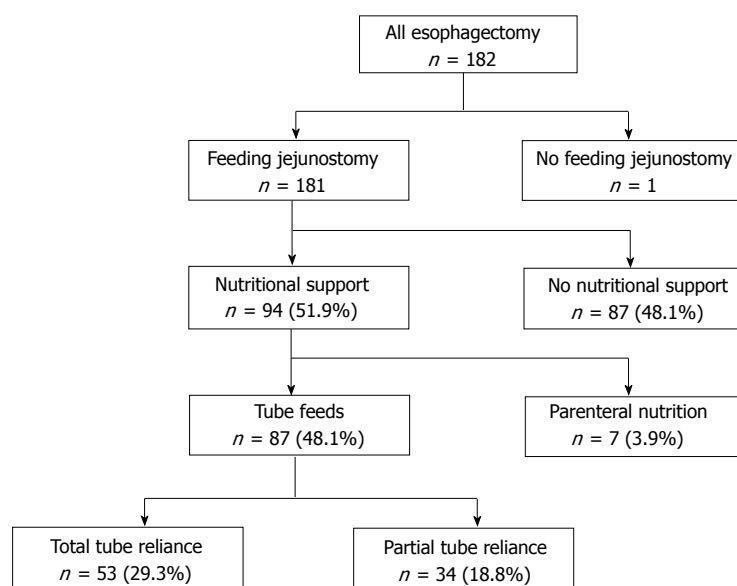 All esophagectomy
n = 182
Feeding jejunostomy
n = 181
No feeding jejunostomy
n = 1
Nutritional support
n = 94 (51.9%)
No nutritional support
n = 87 (48.1%)
Tube feeds
n = 87 (48.1%)
Parenteral nutrition
n = 7 (3.9%)
Total tube reliance
n = 53 (29.3%)
Partial tube reliance
n = 34 (18.8%)